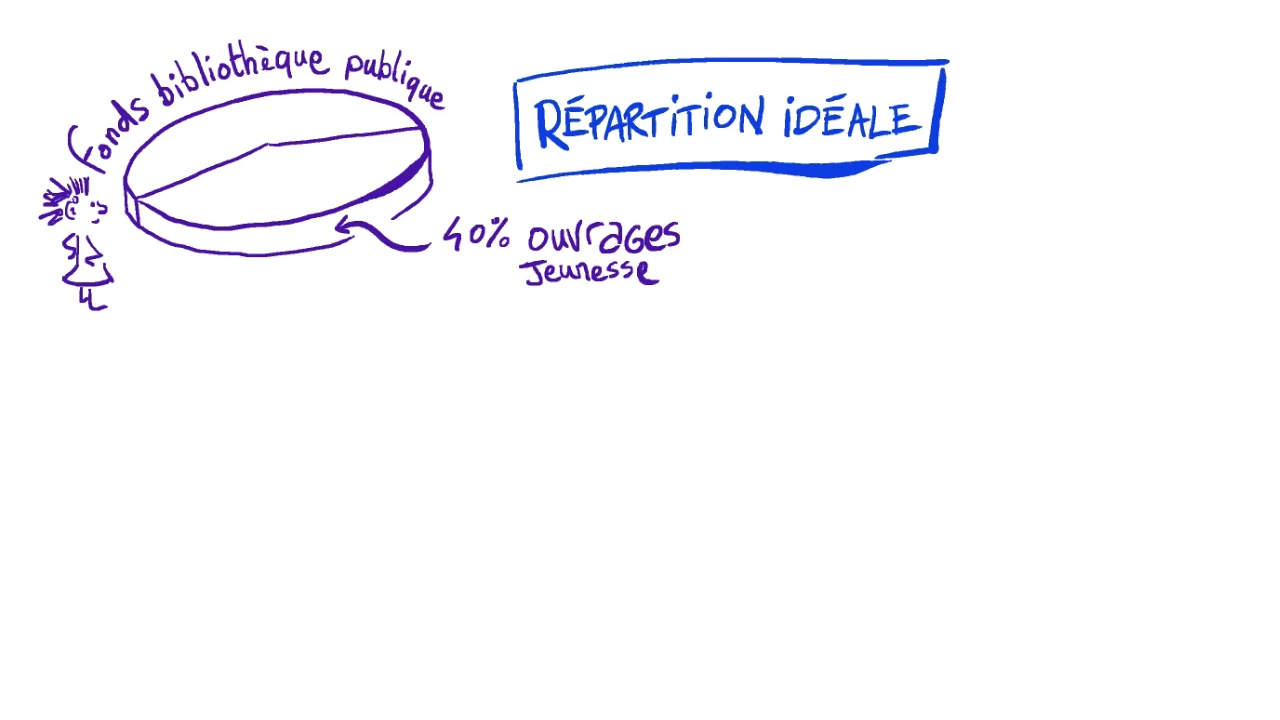 Fonds bibliothèque publique
RÉPARTITION IDÉALE
40% OUVRAGES
Jeunesse